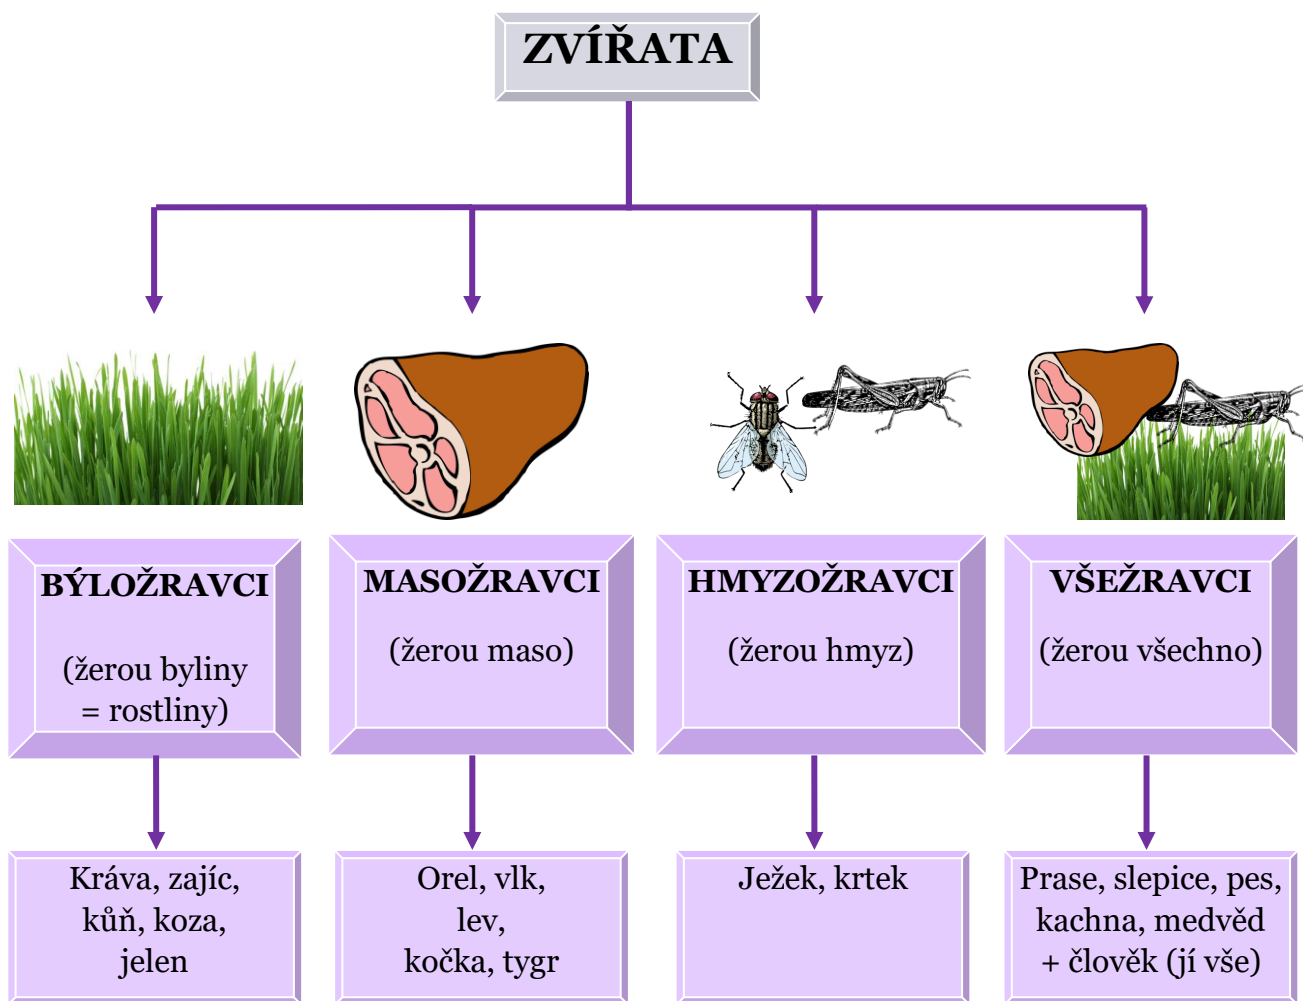 ZVÍŘATA
BÝLOŽRAVCI
(žerou byliny
= rostliny)
MASOŽRAVCI
(žerou maso)
HMYZOŽRAVCI
(žerou hmyz)
VŠEŽRAVCI
(žerou všechno)
Kráva, zajíc,
kůň, koza,
jelen
Orel, vlk,
lev,
kočka, tygr
Ježek, krtek
Prase, slepice, pes,
kachna, medvěd
+ člověk (jí vše)